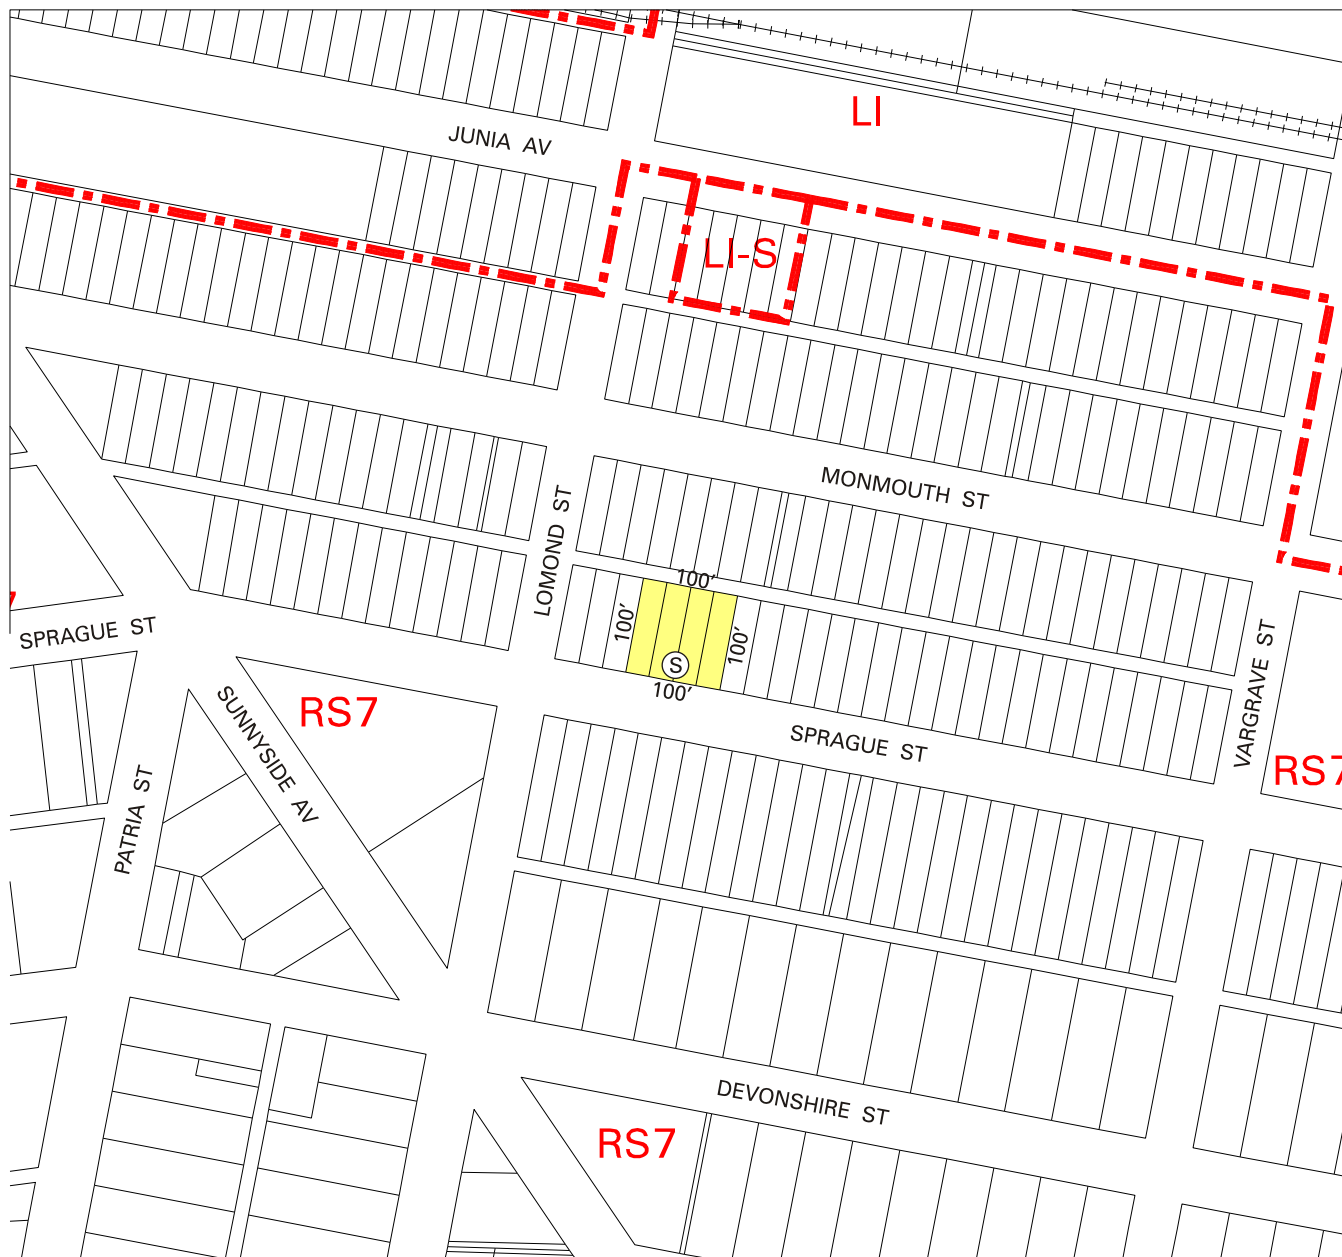 LI
JUNIA AV
LI-S
MONMOUTH ST
LOMOND ST
100'
100'
100'
S
100'
SPRAGUE ST
VARGRAVE ST
RS7
SUNNYSIDE AV
SPRAGUE ST
RS7
PATRIA ST
DEVONSHIRE ST
RS7